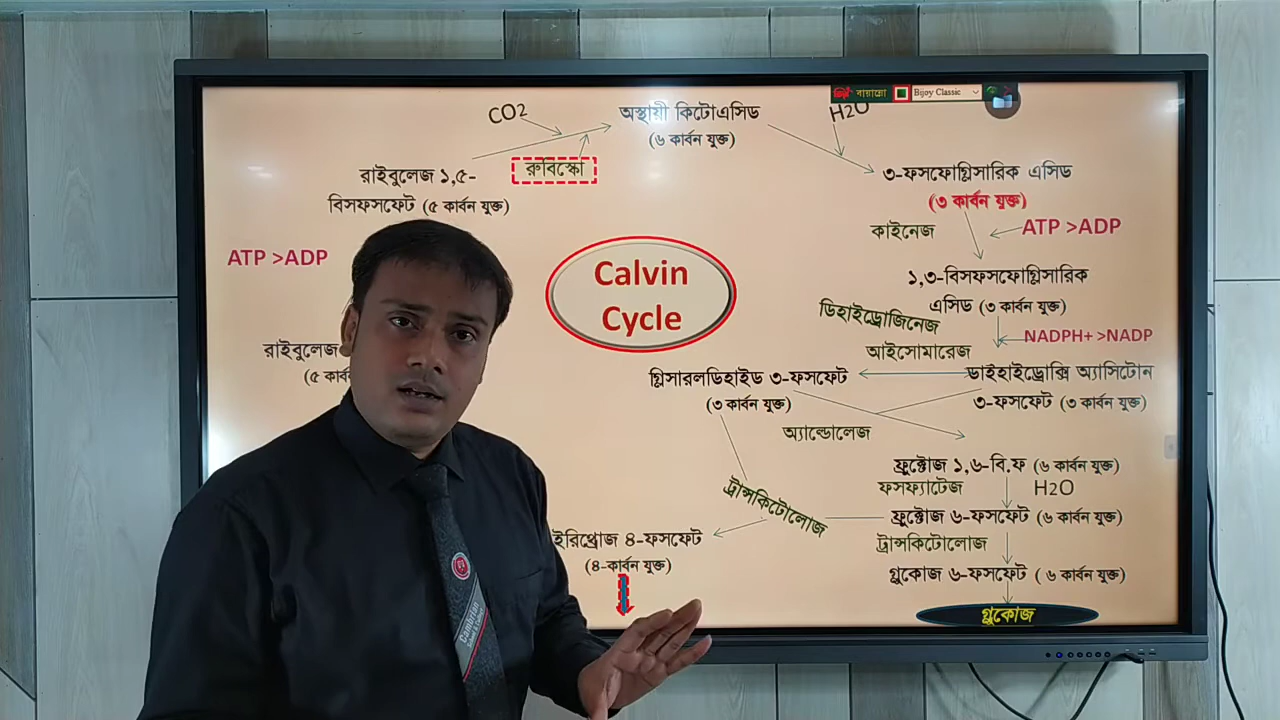 বায়ান্নো Bijoy Classic
CO2
অস্থায়ী কিটোএসিড
(৬ কার্বন যুক্ত)
H2O
রুবিস্কো
রাইবুলেজ ১,৫-
বিসফসফেট (৫ কার্বন যুক্ত)
৩-ফসফোগ্লিসারিক এসিড
(৩ কার্বন যুক্ত)
কাইনেজ
ATP >ADP
ATP >ADP
Calvin
Cycle
১,৩-বিসফসফোগ্লিসারিক
এসিড (৩ কার্বন যুক্ত)
ডিহাইড্রোজিনেজ
NADPH+ >NADP
আইসোমারেজ
রাইবুলেজ
(৫ কার্ব
গ্লিসারলডিহাইড ৩-ফসফেট
(৩ কার্বন যুক্ত)
ডাইহাইড্রোক্সি অ্যাসিটোন
৩-ফসফেট (৩ কার্বন যুক্ত)
অ্যাল্ডোলেজ
ফ্রুক্টোজ ১,৬-বি.ফ (৬ কার্বন যুক্ত)
ফসফ্যাটেজ
H2O
ট্রান্সকিটোলোজ
ফ্রুক্টোজ ৬-ফসফেট (৬ কার্বন যুক্ত)
ইরিথ্রোজ ৪-ফসফেট
(৪-কার্বন যুক্ত)
ট্রান্সকিটোলোজ
গ্লুকোজ ৬-ফসফেট ( ৬ কার্বন যুক্ত)
গ্লুকোজ
Cambrian